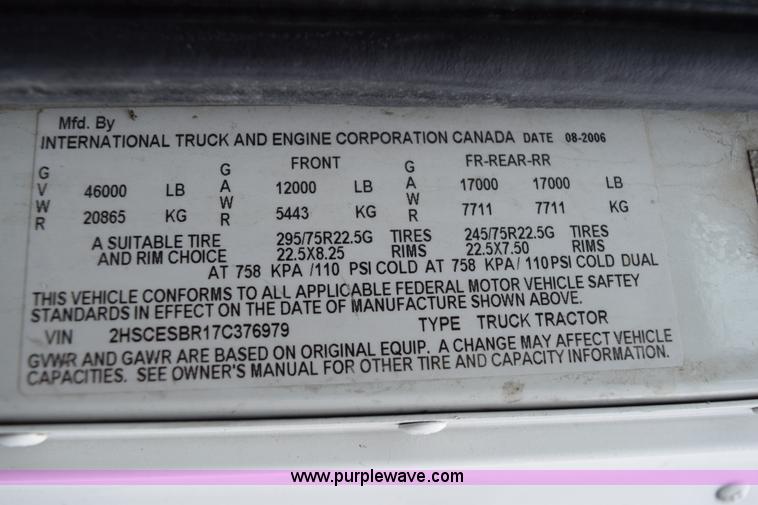 Mfd. By
INTERNATIONAL TRUCK AND ENGINE CORPORATION CANADA DATE 08-2006
GVWR 46000 LB GAWR FRONT 12000 LB GAWR FR-REAR-RR 17000 17000 LB
20865 KG 5443 KG 7711 7711 KG
A SUITABLE TIRE 295/75R22.5G TIRES 245/75R22.5G TIRES
AND RIM CHOICE 22.5X8.25 RIMS 22.5X7.50 RIMS
AT 758 KPA /110 PSI COLD AT 758 KPA / 110 PSI COLD DUAL
THIS VEHICLE CONFORMS TO ALL APPLICABLE FEDERAL MOTOR VEHICLE SAFTEY
STANDARDS IN EFFECT ON THE DATE OF MANUFACTURE SHOWN ABOVE.
VIN 2HSCESBR17C376979 TYPE TRUCK TRACTOR
GVWR AND GAWR ARE BASED ON ORIGINAL EQUIP. A CHANGE MAY AFFECT VEHICLE
CAPACITIES. SEE OWNER'S MANUAL FOR OTHER TIRE AND CAPACITY INFORMATION.
www.purplewave.com